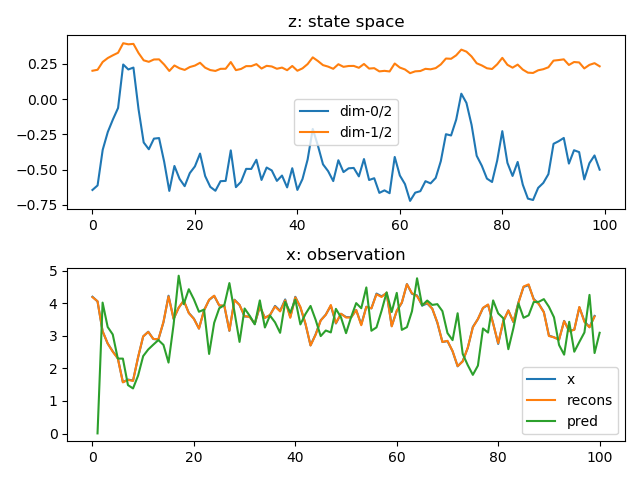 z: state space
0.25
0.00
−0.25
−0.50
−0.75
dim-0/2
dim-1/2
0 20 40 60 80 100
x: observation
5
4
3
2
1
0
x
recons
pred
0 20 40 60 80 100